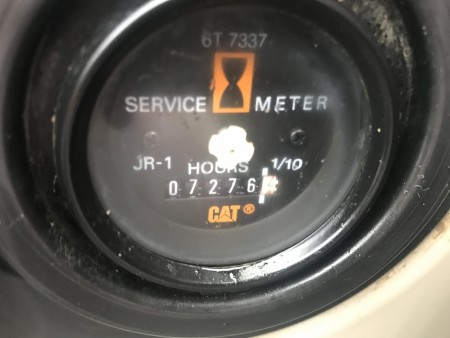 6T 7337
SERVICE METER
JR-1 HOURS 1/10
07276
CAT®